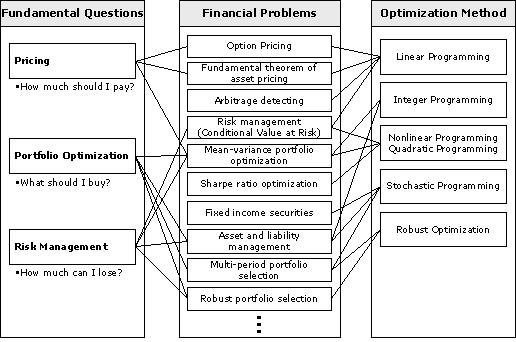 Fundamental Questions
Pricing
•How much should I pay?
Portfolio Optimization
•What should I buy?
Risk Management
•How much can I lose?
Financial Problems
Option Pricing
Fundamental theorem of
asset pricing
Arbitrage detecting
Risk management
(Conditional Value at Risk)
Mean-variance portfolio
optimization
Sharpe ratio optimization
Fixed income securities
Asset and liability
management
Multi-period portfolio
selection
Robust portfolio selection
Optimization Method
Linear Programming
Integer Programming
Nonlinear Programming
Quadratic Programming
Stochastic Programming
Robust Optimization